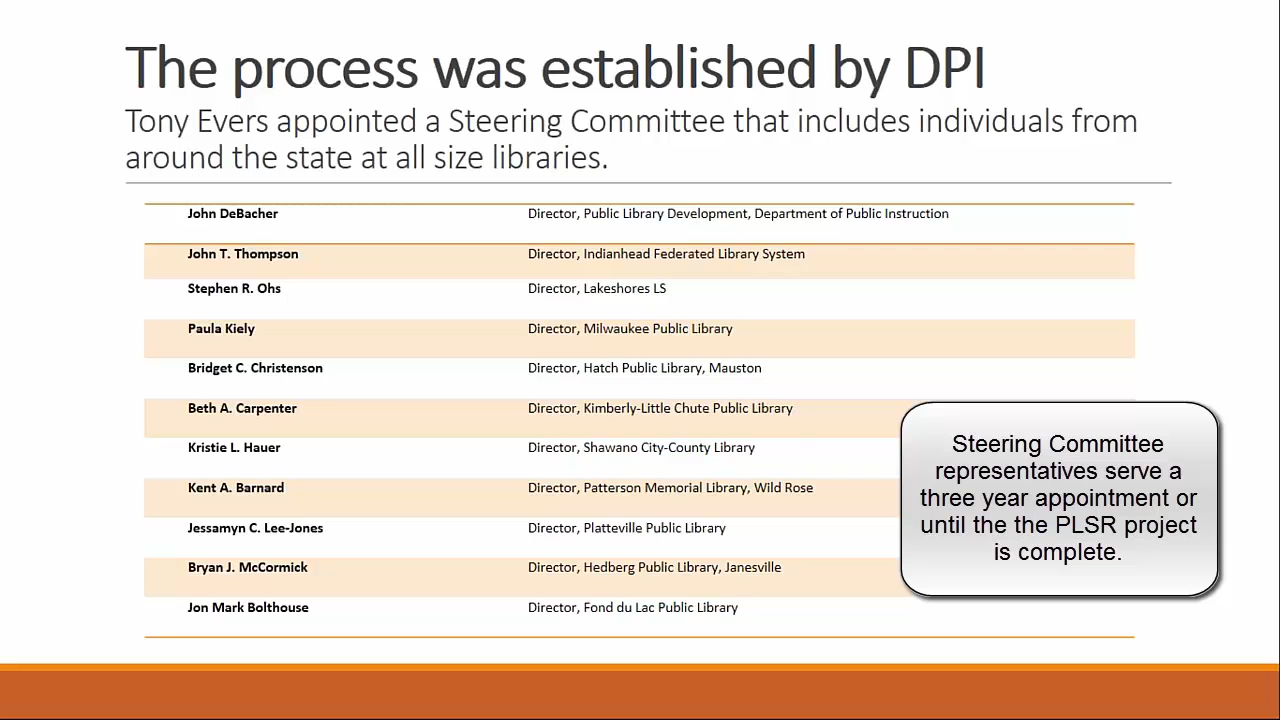 The process was established by DPI
Tony Evers appointed a Steering Committee that includes individuals from
around the state at all size libraries.
John DeBacher Director, Public Library Development, Department of Public Instruction
John T. Thompson Director, Indianhead Federated Library System
Stephen R. Ohs Director, Lakeshores LS
Paula Kiely Director, Milwaukee Public Library
Bridget C. Christenson Director, Hatch Public Library, Mauston
Beth A. Carpenter Director, Kimberly-Little Chute Public Library
Kristie L. Hauer Director, Shawano City-County Library
Kent A. Barnard Director, Patterson Memorial Library, Wild Rose
Jessamyn C. Lee-Jones Director, Platteville Public Library
Bryan J. McCormick Director, Hedberg Public Library, Janesville
Jon Mark Bolthouse Director, Fond du Lac Public Library
Steering Committee
representatives serve a
three year appointment or
until the the PLSR project
is complete.